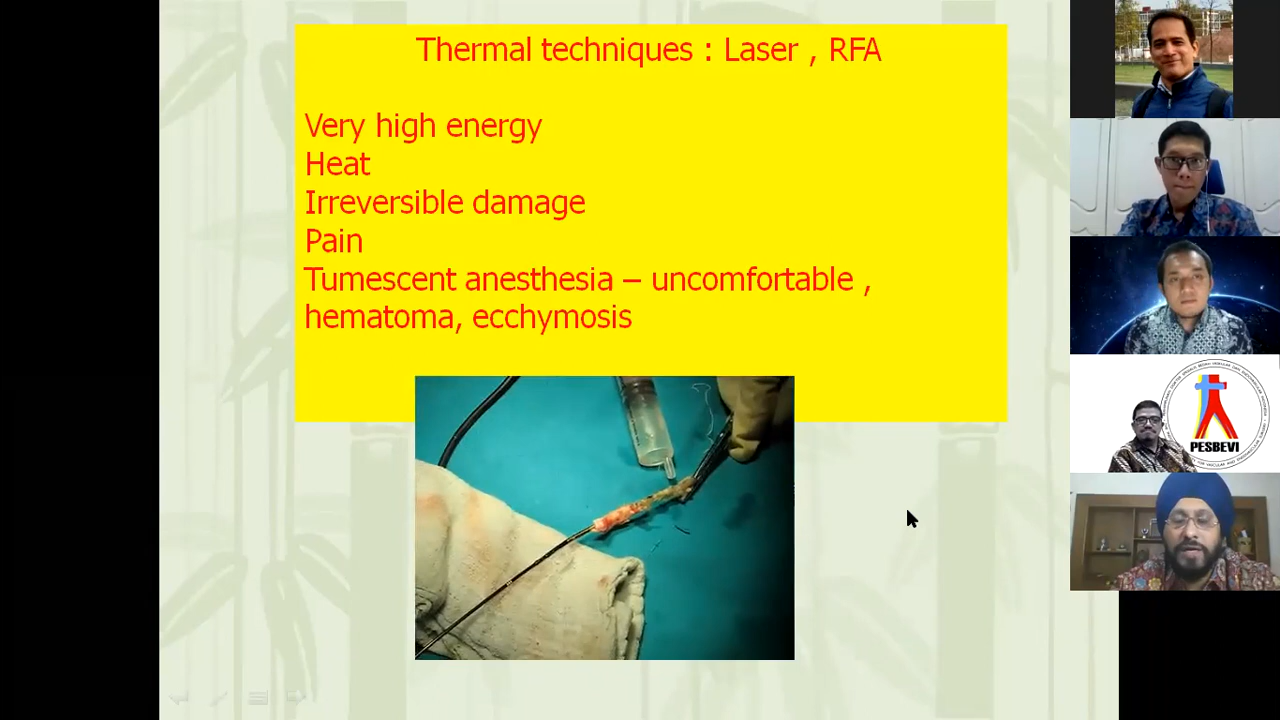 Thermal techniques : Laser , RFA
Very high energy
Heat
Irreversible damage
Pain
Tumescent anesthesia – uncomfortable ,
hematoma, ecchymosis
PESBEVI